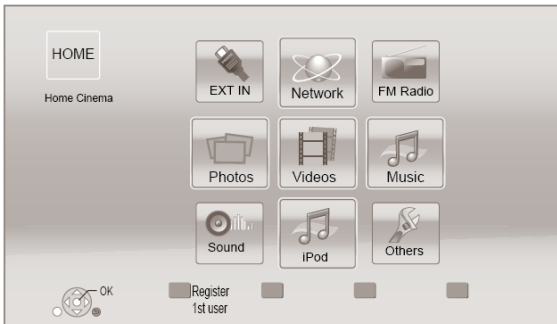 HOME
Home Cinema
EXT IN
Network
FM Radio
Photos
Videos
Music
Sound
iPod
Others
OK
Register
1st user